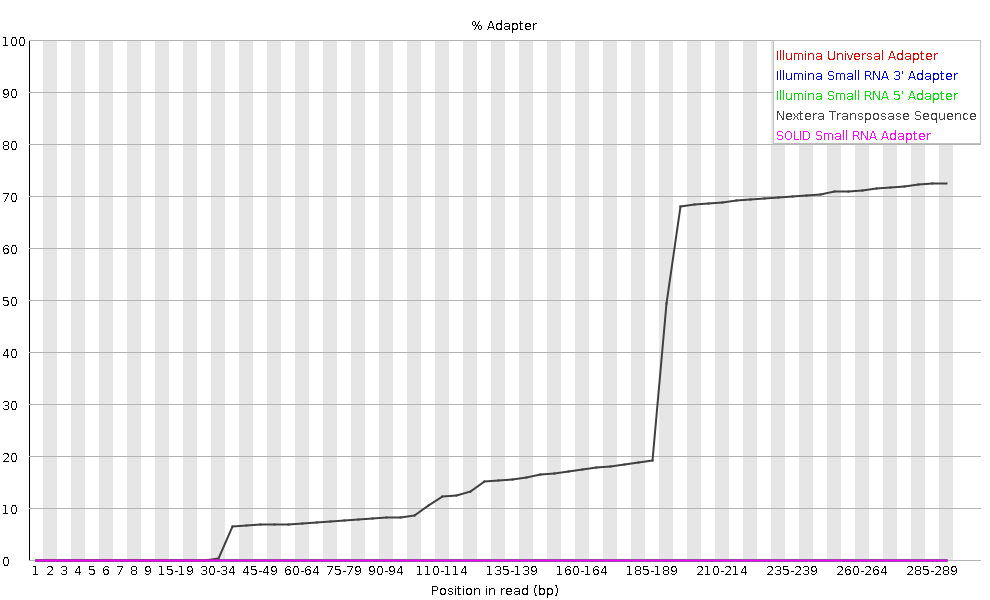 % Adapter
100
90
80
70
60
50
40
30
20
10
0
Illumina Universal Adapter
Illumina Small RNA 3' Adapter
Illumina Small RNA 5' Adapter
Nextera Transposase Sequence
SOLID Small RNA Adapter
1 2 3 4 5 6 7 8 9 15-19 30-34 45-49 60-64 75-79 90-94 110-114 135-139 160-164 185-189 210-214 235-239 260-264 285-289
Position in read (bp)